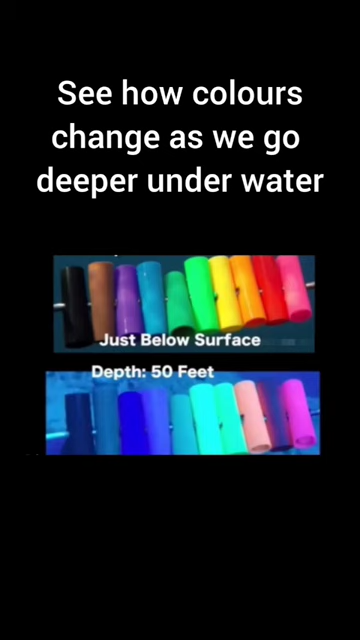 See how colours
change as we go
deeper under water
Just Below Surface
Depth: 50 Feet